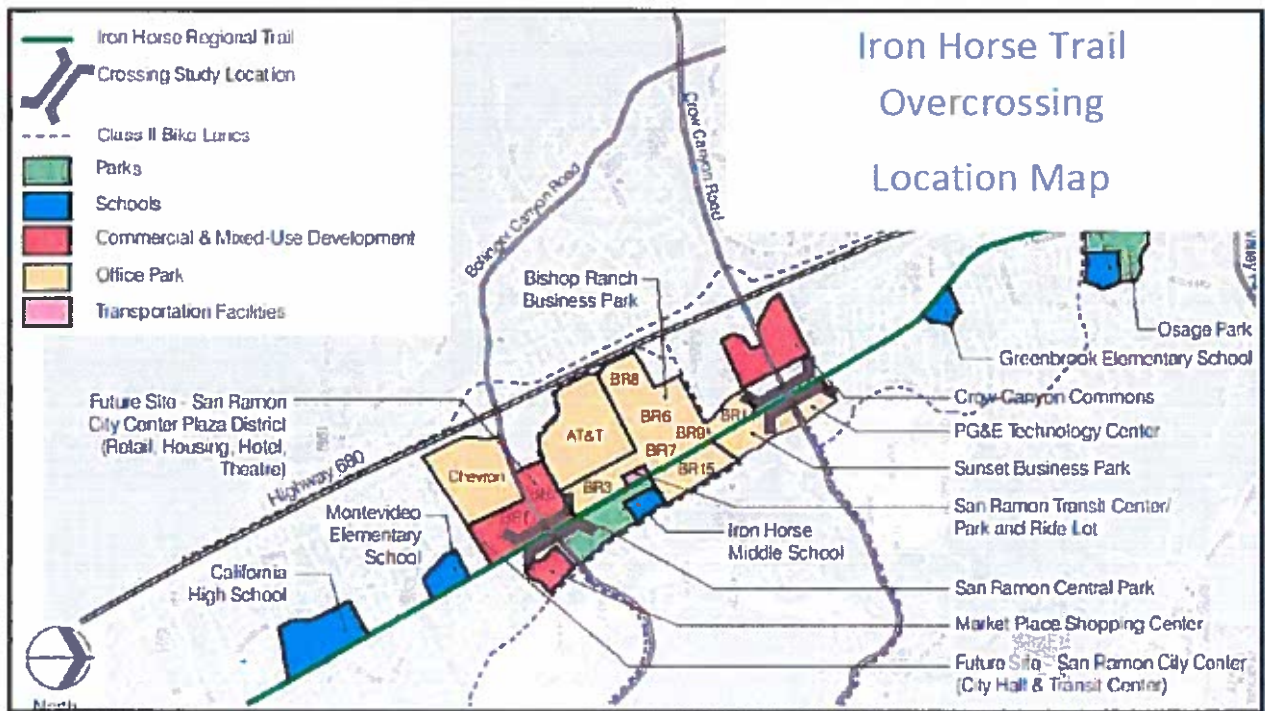 Iron Horse Trail
Overcrossing
Location Map
Iron Horse Regional Trail
Crossing Study Location
Class II Bike Lanes
Parks
Schools
Commercial & Mixed-Use Development
Office Park
Transportation Facilities
Bollinger Canyon Road
Crow Canyon Road
Bishop Ranch
Business Park
Osage Park
Greenbrook Elementary School
Crow Canyon Commons
PG&E Technology Center
Sunset Business Park
San Ramon Transit Center/
Park and Ride Lot
Iron Horse
Middle School
San Ramon Central Park
Market Place Shopping Center
Future Site - San Ramon City Center
(City Hall & Transit Center)
Future Site - San Ramon
City Center Plaza District
(Retail, Housing, Hotel,
Theatre)
Highway 680
Montevideo
Elementary
School
California
High School
Chevron
AT&T
BR8
BR6
BR9
BR7
BR3
BR15
BR1
North